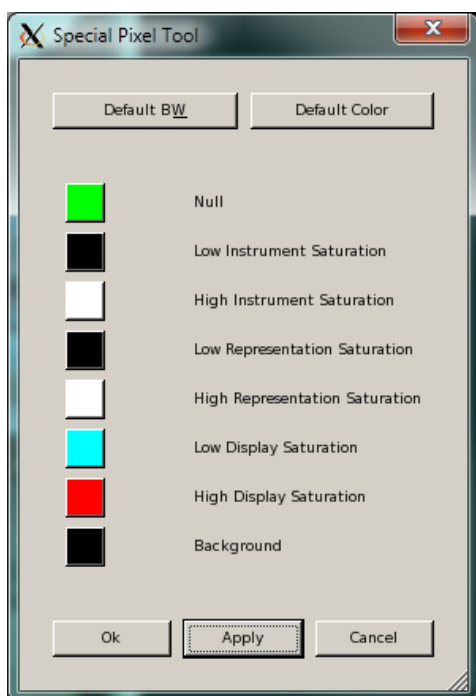 Special Pixel Tool
Default BW
Default Color
Null
Low Instrument Saturation
High Instrument Saturation
Low Representation Saturation
High Representation Saturation
Low Display Saturation
High Display Saturation
Background
Ok
Apply
Cancel